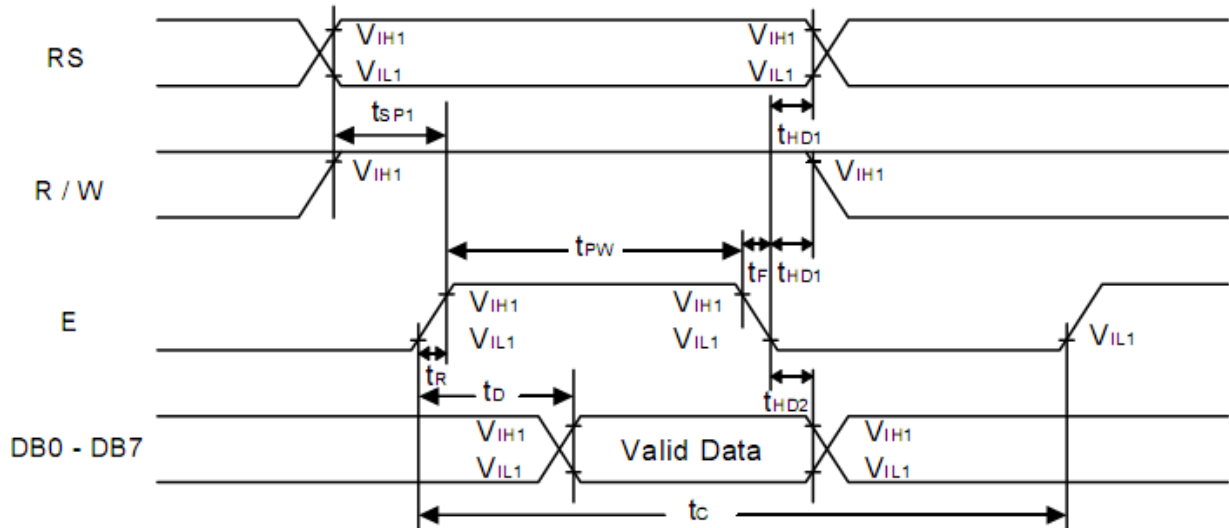 RS
VIH1
VIL1
VIH1
VIL1
tSP1
tHD1
R / W
VIH1
VIH1
tPW
tF
tHD1
E
VIH1
VIL1
VIH1
VIL1
VIL1
tR
tD
tHD2
DB0 - DB7
VIH1
VIL1
Valid Data
VIH1
VIL1
tC